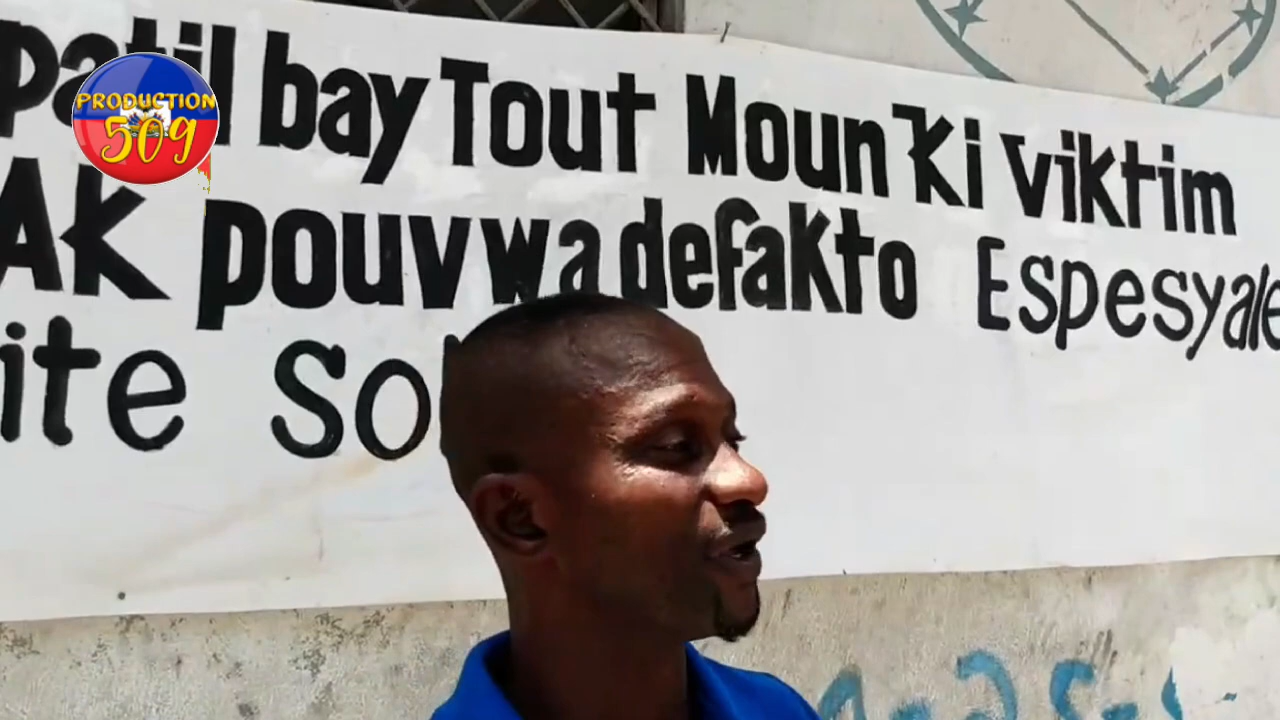 patil bay Tout Moun Ki viktim
AK pouvwa defakto Espesyale
ite So
PRODUCTION
509